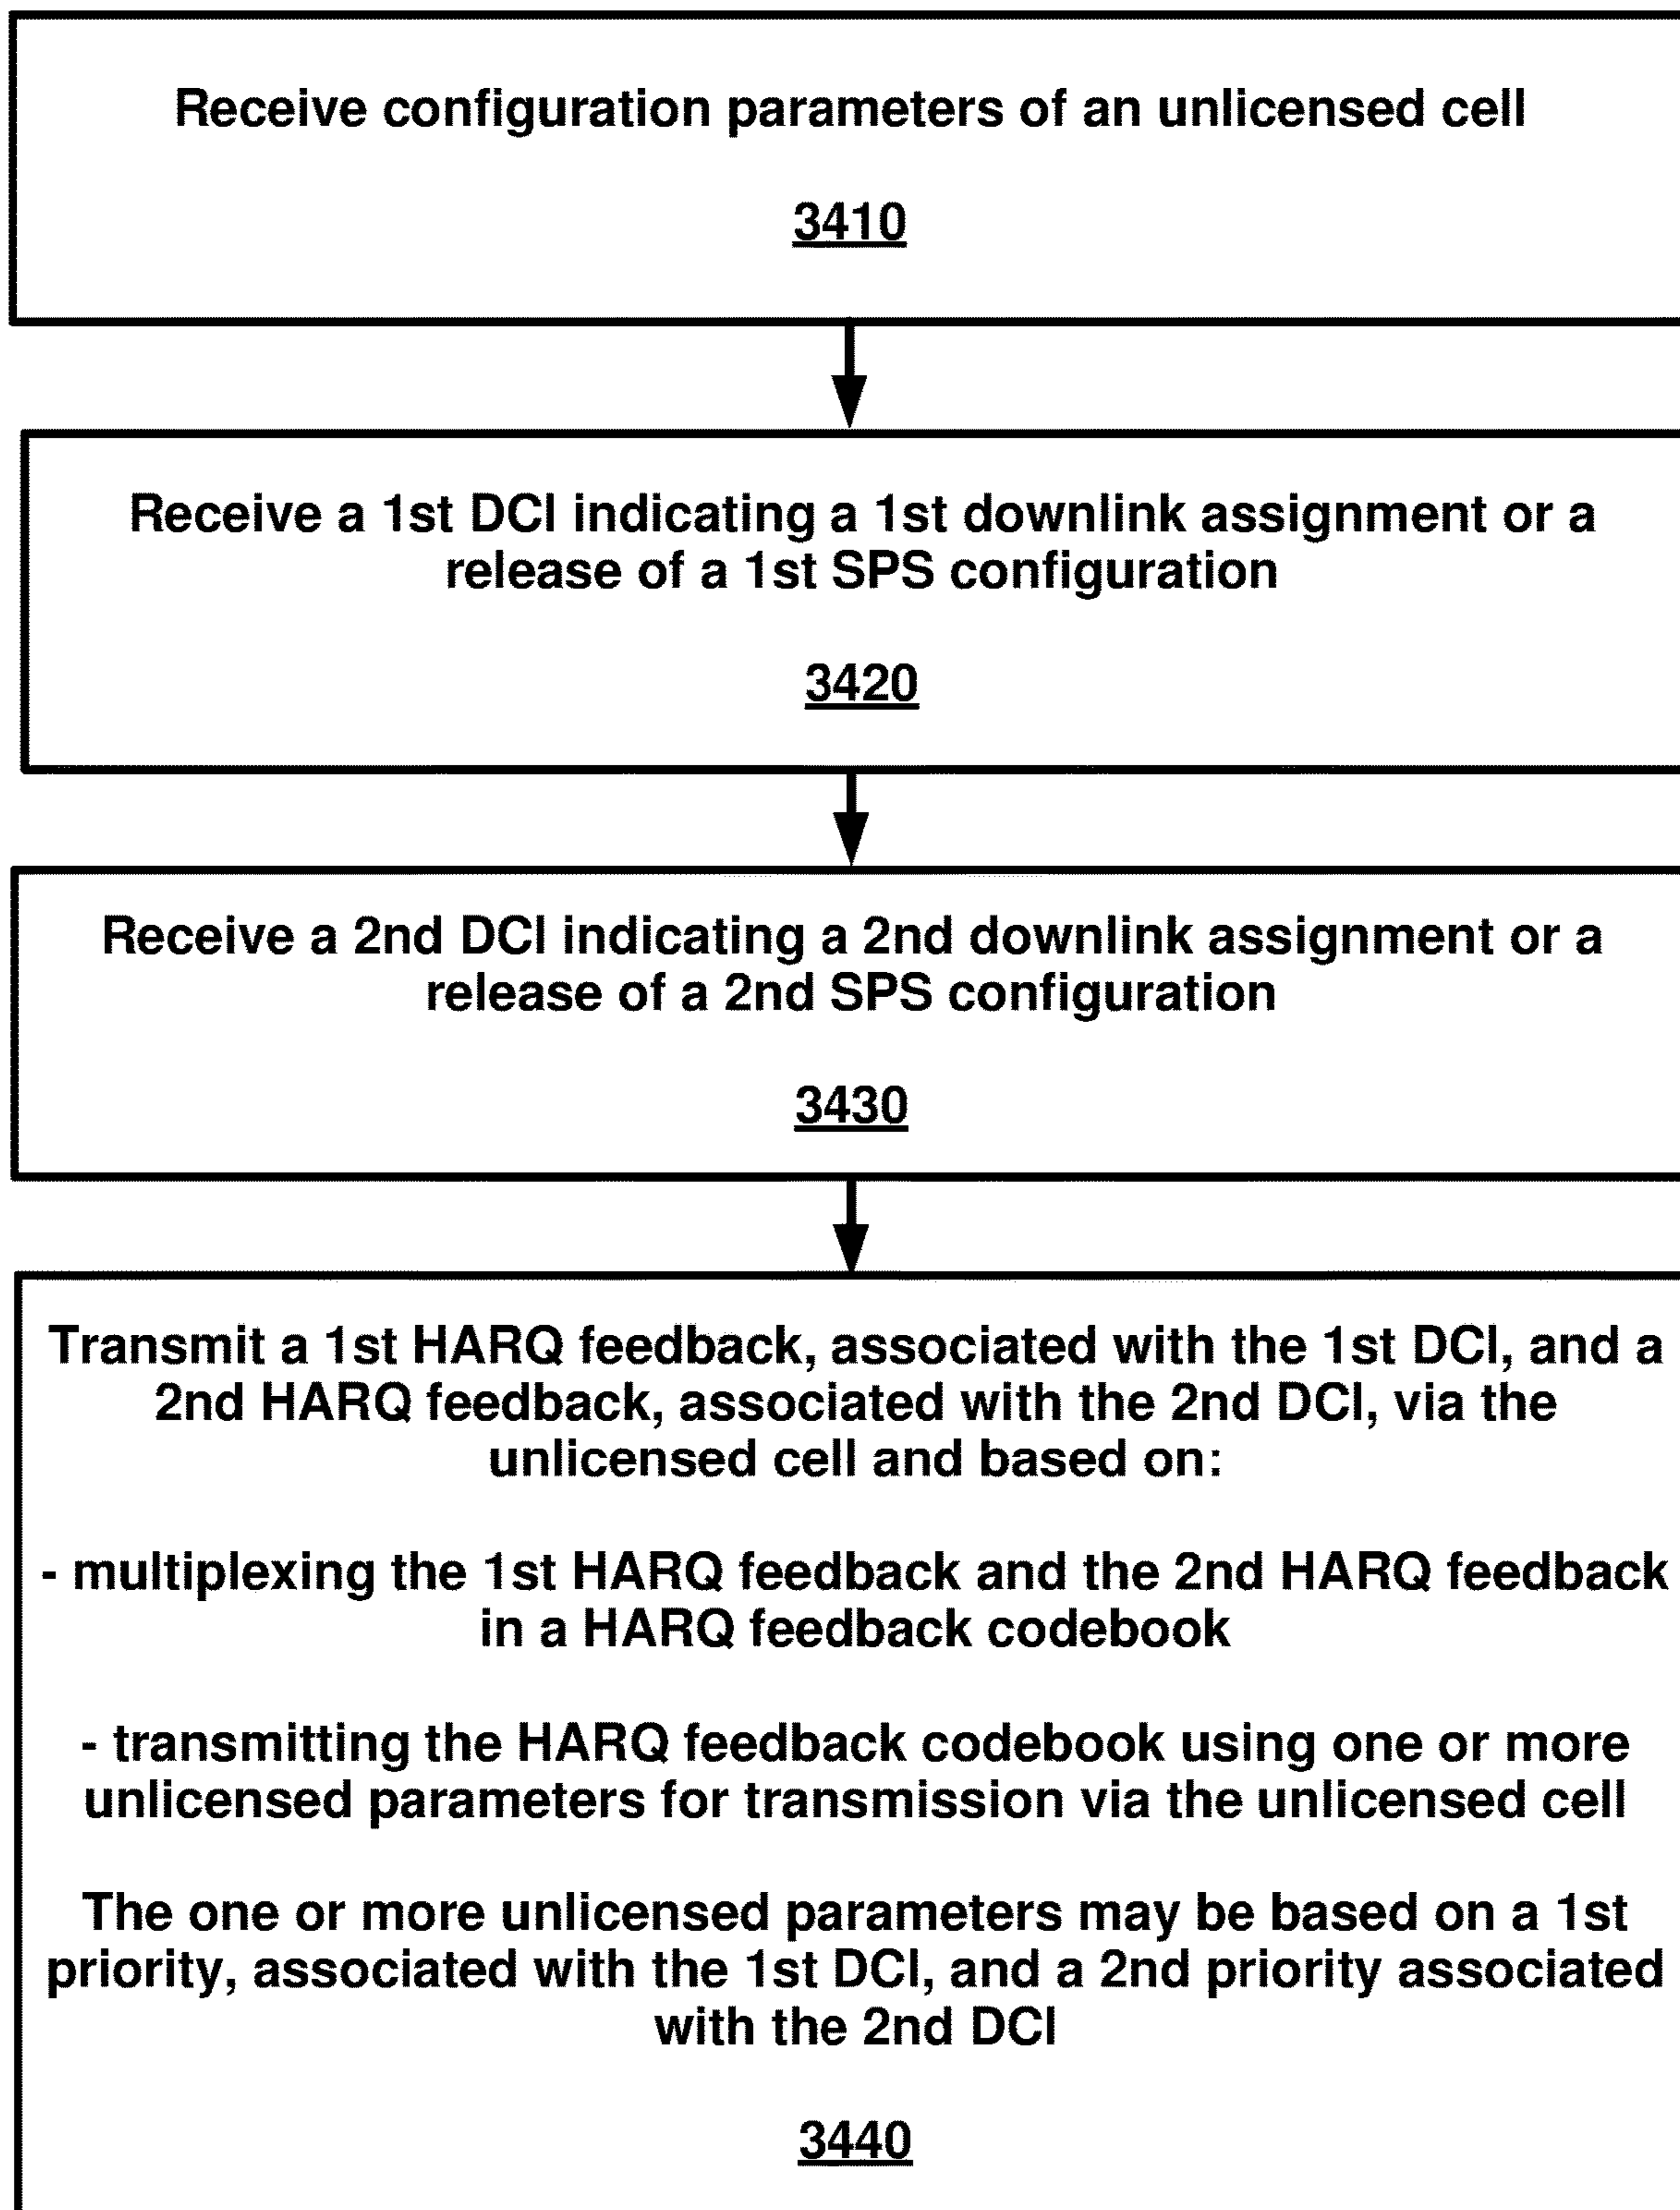 Receive configuration parameters of an unlicensed cell
3410
Receive a 1st DCI indicating a 1st downlink assignment or a
release of a 1st SPS configuration
3420
Receive a 2nd DCI indicating a 2nd downlink assignment or a
release of a 2nd SPS configuration
3430
Transmit a 1st HARQ feedback, associated with the 1st DCI, and a
2nd HARQ feedback, associated with the 2nd DCI, via the
unlicensed cell and based on:
- multiplexing the 1st HARQ feedback and the 2nd HARQ feedback
in a HARQ feedback codebook
- transmitting the HARQ feedback codebook using one or more
unlicensed parameters for transmission via the unlicensed cell
The one or more unlicensed parameters may be based on a 1st
priority, associated with the 1st DCI, and a 2nd priority associated
with the 2nd DCI
3440